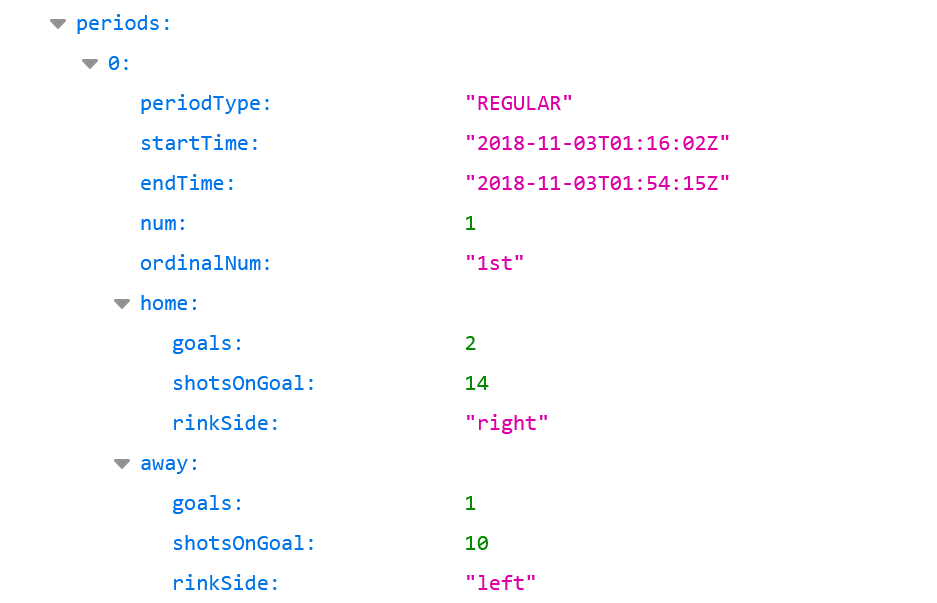 periods:
0:
periodType: "REGULAR"
startTime: "2018-11-03T01:16:02Z"
endTime: "2018-11-03T01:54:15Z"
num: 1
ordinalNum: "1st"
home:
goals: 2
shotsOnGoal: 14
rinkSide: "right"
away:
goals: 1
shotsOnGoal: 10
rinkSide: "left"